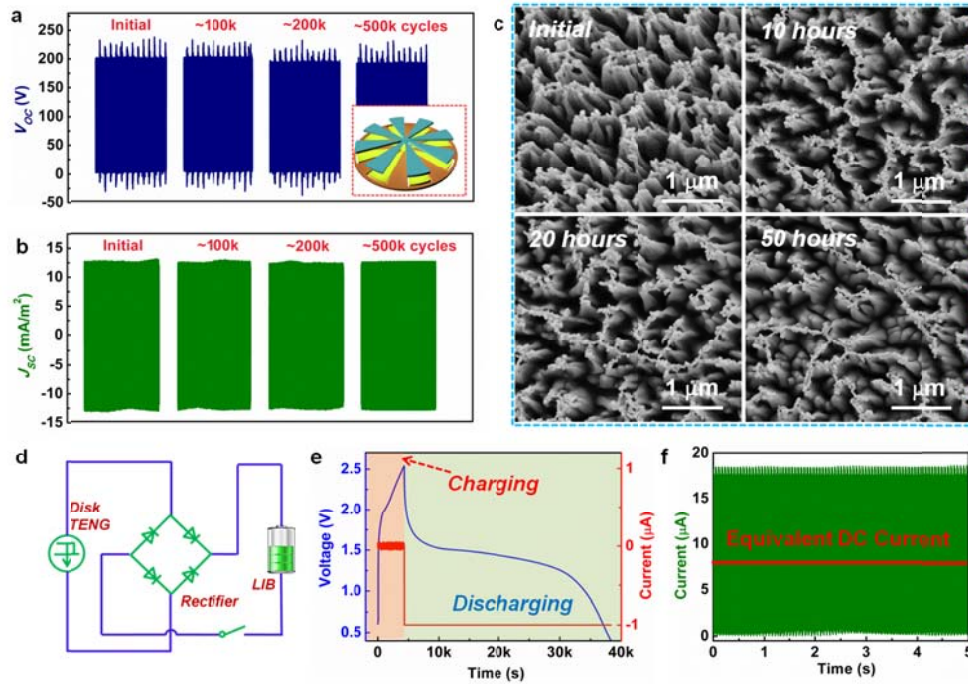 a
Initial ~100k ~200k ~500k cycles
250
200
150
100
50
0
-50
V_OC (V)
b
Initial ~100k ~200k ~500k cycles
15
10
5
0
-5
-10
-15
J_SC (mA/m²)
c
Initial
1 μm
10 hours
1 μm
20 hours
1 μm
50 hours
1 μm
d
Disk
TENG
Rectifier
LIB
e
2.5
2.0
1.5
1.0
0.5
Voltage (V)
Charging
Discharging
1
0
-1
Current (μA)
0 10k 20k 30k 40k
Time (s)
f
20
15
10
5
0
Current (μA)
Equivalent DC Current
0 1 2 3 4 5
Time (s)